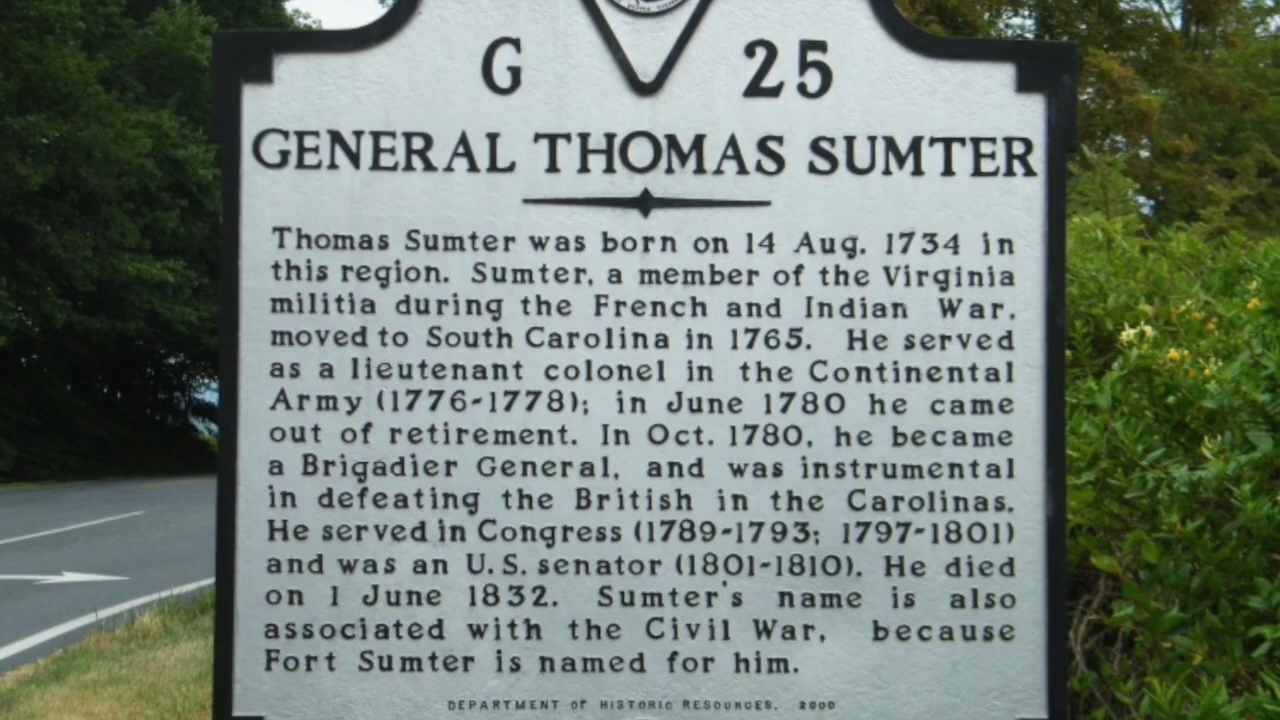 G 25
GENERAL THOMAS SUMTER
Thomas Sumter was born on 14 Aug. 1734 in
this region. Sumter, a member of the Virginia
militia during the French and Indian War,
moved to South Carolina in 1765. He served
as a lieutenant colonel in the Continental
Army (1776-1778); in June 1780 he came
out of retirement. In Oct. 1780, he became
a Brigadier General, and was instrumental
in defeating the British in the Carolinas.
He served in Congress (1789-1793; 1797-1801)
and was an U.S. senator (1801-1810). He died
on 1 June 1832. Sumter's name is also
associated with the Civil War, because
Fort Sumter is named for him.
DEPARTMENT OF HISTORIC RESOURCES, 2000